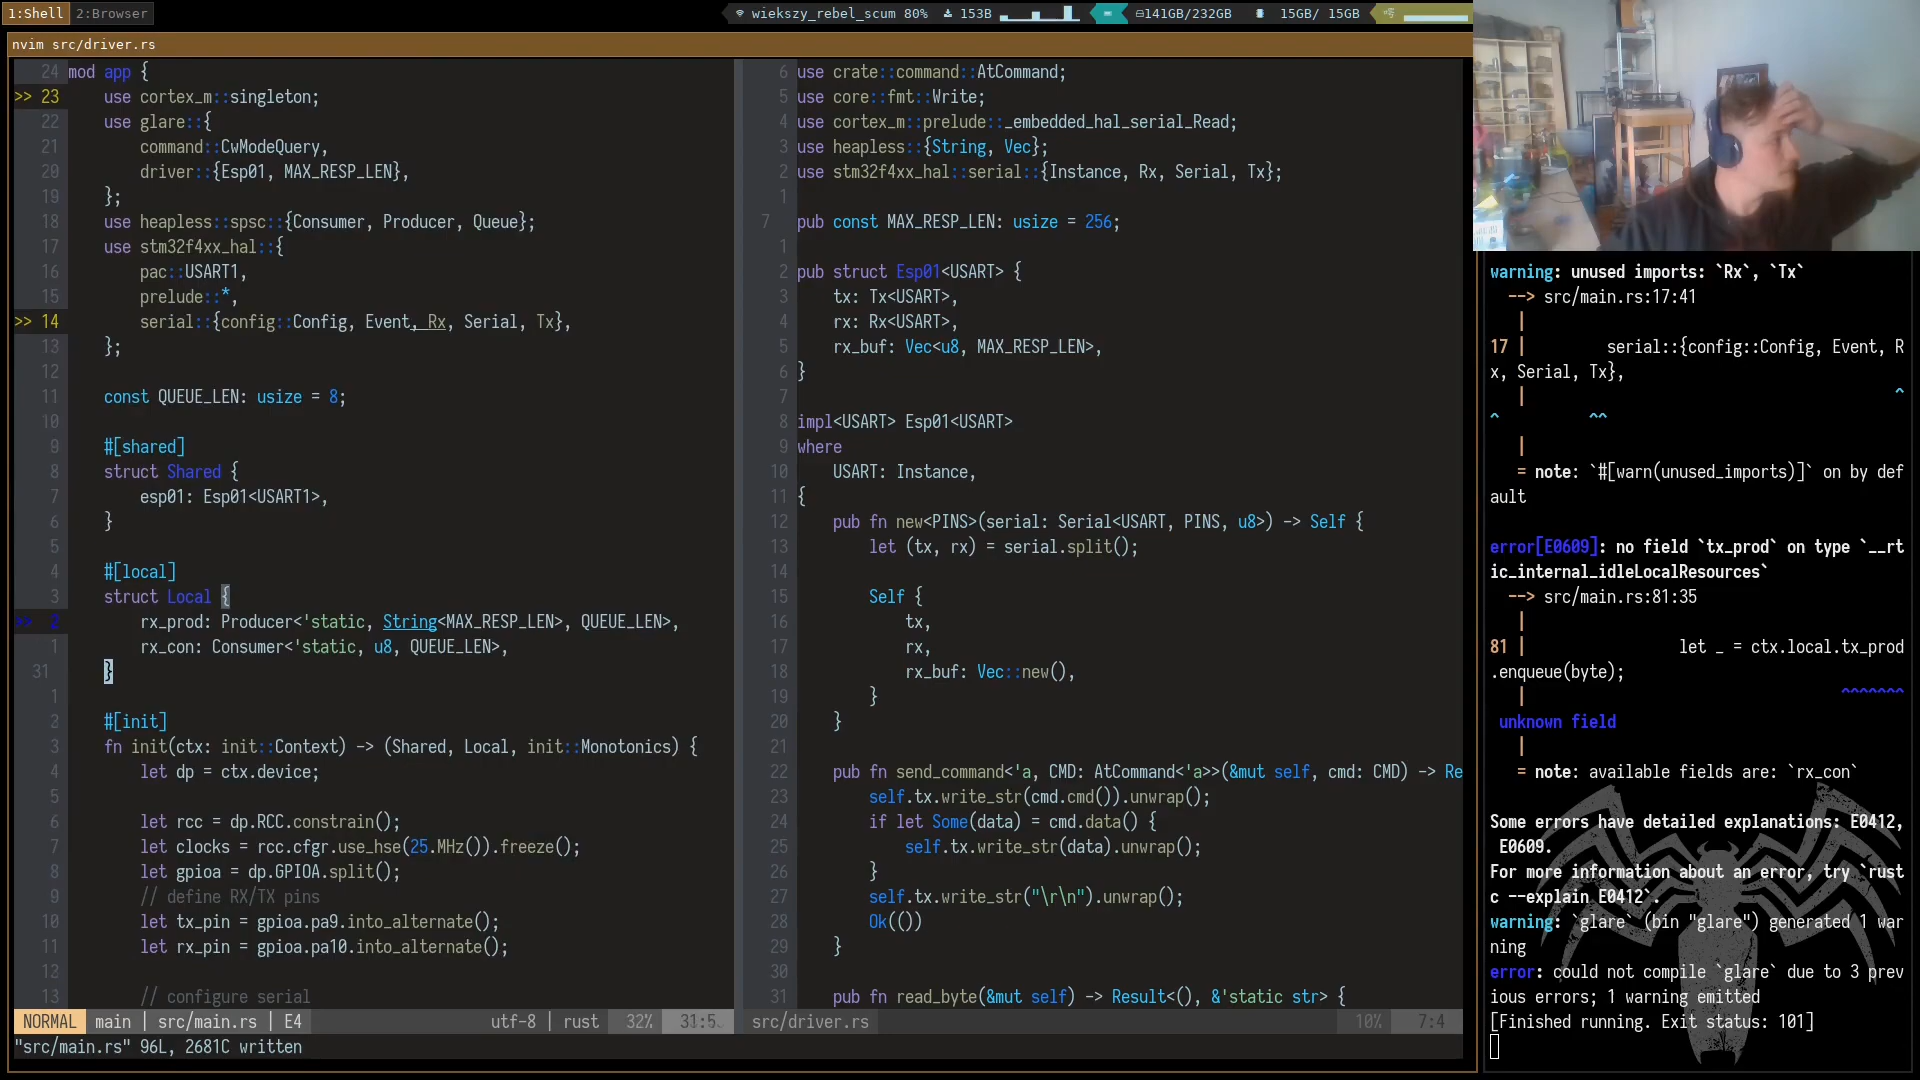 1:Shell 2:Browser
wiekszy_rebel_scum 80% 153B 141GB/232GB 15GB/ 15GB
nvim src/driver.rs
24 mod app {
>> 23 use cortex_m::singleton;
22 use glare::{
21 command::CwModeQuery,
20 driver::{Esp01, MAX_RESP_LEN},
19 };
18 use heapless::spsc::{Consumer, Producer, Queue};
17 use stm32f4xx_hal::{
16 pac::USART1,
15 prelude::*,
>> 14 serial::{config::Config, Event, Rx, Serial, Tx},
13 };
12
11 const QUEUE_LEN: usize = 8;
10
9 #[shared]
8 struct Shared {
7 esp01: Esp01<USART1>,
6 }
5
4 #[local]
3 struct Local {
>> 2 rx_prod: Producer<'static, String<MAX_RESP_LEN>, QUEUE_LEN>,
1 rx_con: Consumer<'static, u8, QUEUE_LEN>,
31 }
1
2 #[init]
3 fn init(ctx: init::Context) -> (Shared, Local, init::Monotonics) {
4 let dp = ctx.device;
5
6 let rcc = dp.RCC.constrain();
7 let clocks = rcc.cfgr.use_hse(25.MHz()).freeze();
8 let gpioa = dp.GPIOA.split();
9 // define RX/TX pins
10 let tx_pin = gpioa.pa9.into_alternate();
11 let rx_pin = gpioa.pa10.into_alternate();
12
13 // configure serial
NORMAL main | src/main.rs | E4 utf-8 | rust 32% 31:5
"src/main.rs" 96L, 2681C written
6 use crate::command::AtCommand;
5 use core::fmt::Write;
4 use cortex_m::prelude::_embedded_hal_serial_Read;
3 use heapless::{String, Vec};
2 use stm32f4xx_hal::serial::{Instance, Rx, Serial, Tx};
1
7 pub const MAX_RESP_LEN: usize = 256;
1
2 pub struct Esp01<USART> {
3 tx: Tx<USART>,
4 rx: Rx<USART>,
5 rx_buf: Vec<u8, MAX_RESP_LEN>,
6 }
7
8 impl<USART> Esp01<USART>
9 where
10 USART: Instance,
11 {
12 pub fn new<PINS>(serial: Serial<USART, PINS, u8>) -> Self {
13 let (tx, rx) = serial.split();
14
15 Self {
16 tx,
17 rx,
18 rx_buf: Vec::new(),
19 }
20 }
21
22 pub fn send_command<'a, CMD: AtCommand<'a>>(&mut self, cmd: CMD) -> Re
23 self.tx.write_str(cmd.cmd()).unwrap();
24 if let Some(data) = cmd.data() {
25 self.tx.write_str(data).unwrap();
26 }
27 self.tx.write_str("\r\n").unwrap();
28 Ok(())
29 }
30
31 pub fn read_byte(&mut self) -> Result<(), &'static str> {
src/driver.rs 10% 7:4
warning: unused imports: `Rx`, `Tx`
--> src/main.rs:17:41
|
17 | serial::{config::Config, Event, R
x, Serial, Tx},
| ^
^ ^^
|
= note: `#[warn(unused_imports)]` on by def
ault
error[E0609]: no field `tx_prod` on type `__rt
ic_internal_idleLocalResources`
--> src/main.rs:81:35
|
81 | let _ = ctx.local.tx_prod
.enqueue(byte);
| ^^^^^^^
unknown field
|
= note: available fields are: `rx_con`
Some errors have detailed explanations: E0412,
E0609.
For more information about an error, try `rust
c --explain E0412`.
warning: `glare` (bin "glare") generated 1 war
ning
error: could not compile `glare` due to 3 prev
ious errors; 1 warning emitted
[Finished running. Exit status: 101]